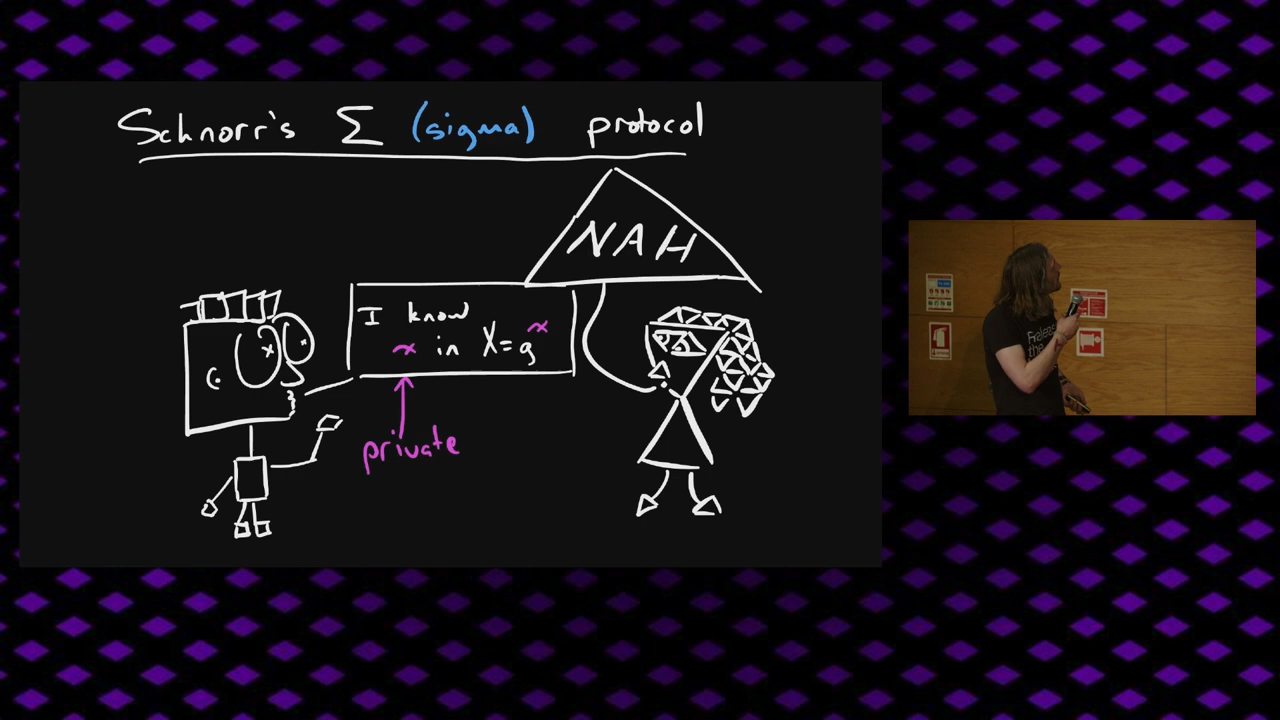 Schnorr's Σ (sigma) protocol
NAH
I know
x in X=g^x
private